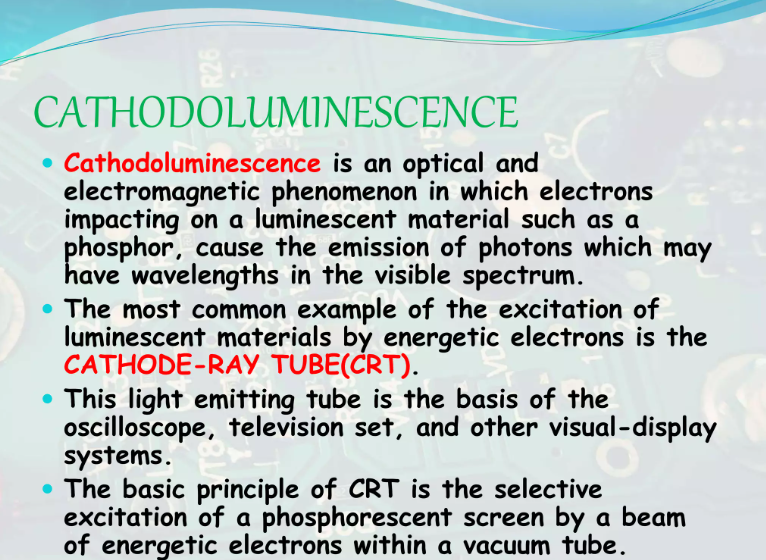 CATHODOLUMINESCENCE
Cathodoluminescence is an optical and
electromagnetic phenomenon in which electrons
impacting on a luminescent material such as a
phosphor, cause the emission of photons which may
have wavelengths in the visible spectrum.
The most common example of the excitation of
luminescent materials by energetic electrons is the
CATHODE-RAY TUBE(CRT).
This light emitting tube is the basis of the
oscilloscope, television set, and other visual-display
systems.
The basic principle of CRT is the selective
excitation of a phosphorescent screen by a beam
of energetic electrons within a vacuum tube.